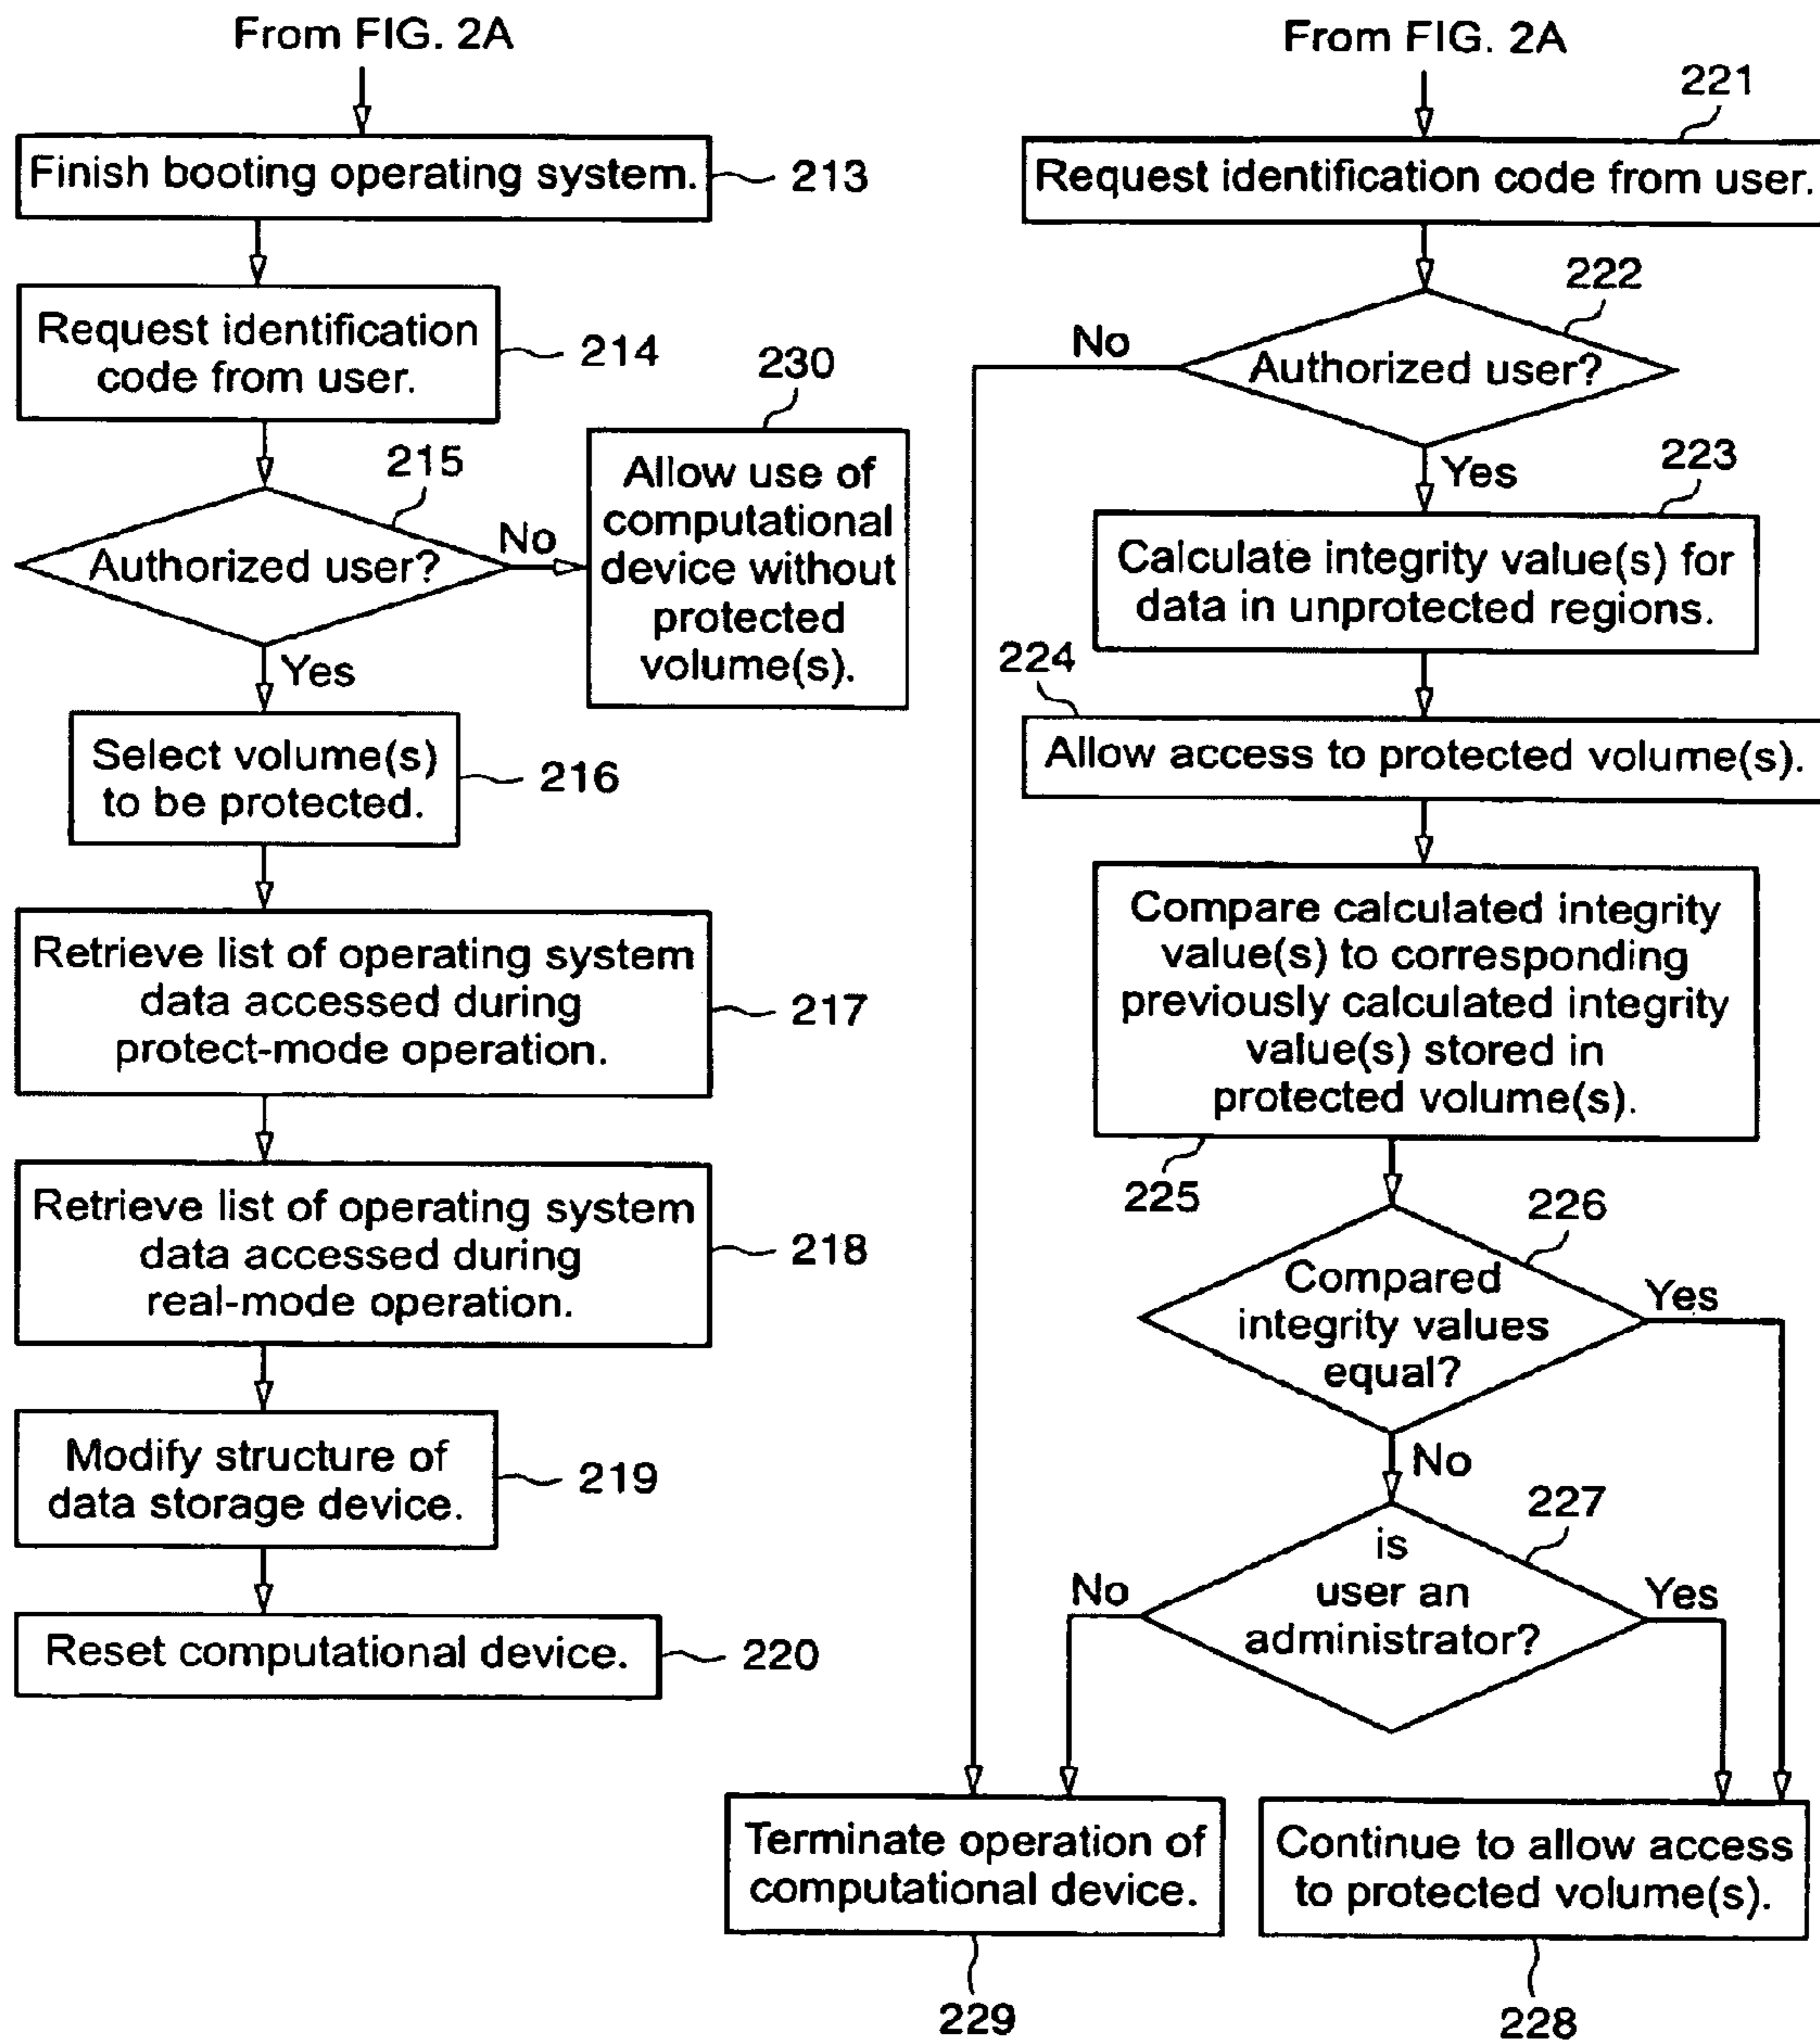 From FIG. 2A
Finish booting operating system.
213
Request identification
code from user.
214
215
Authorized user?
No
230
Allow use of
computational
device without
protected
volume(s).
Yes
Select volume(s)
to be protected.
216
Retrieve list of operating system
data accessed during
protect-mode operation.
217
Retrieve list of operating system
data accessed during
real-mode operation.
218
Modify structure of
data storage device.
219
Reset computational device.
220
From FIG. 2A
221
Request identification code from user.
222
No
Authorized user?
Yes
223
Calculate integrity value(s) for
data in unprotected regions.
224
Allow access to protected volume(s).
Compare calculated integrity
value(s) to corresponding
previously calculated integrity
value(s) stored in
protected volume(s).
225
226
Compared
integrity values
equal?
Yes
No
227
is
user an
administrator?
No
Yes
Terminate operation of
computational device.
229
Continue to allow access
to protected volume(s).
228